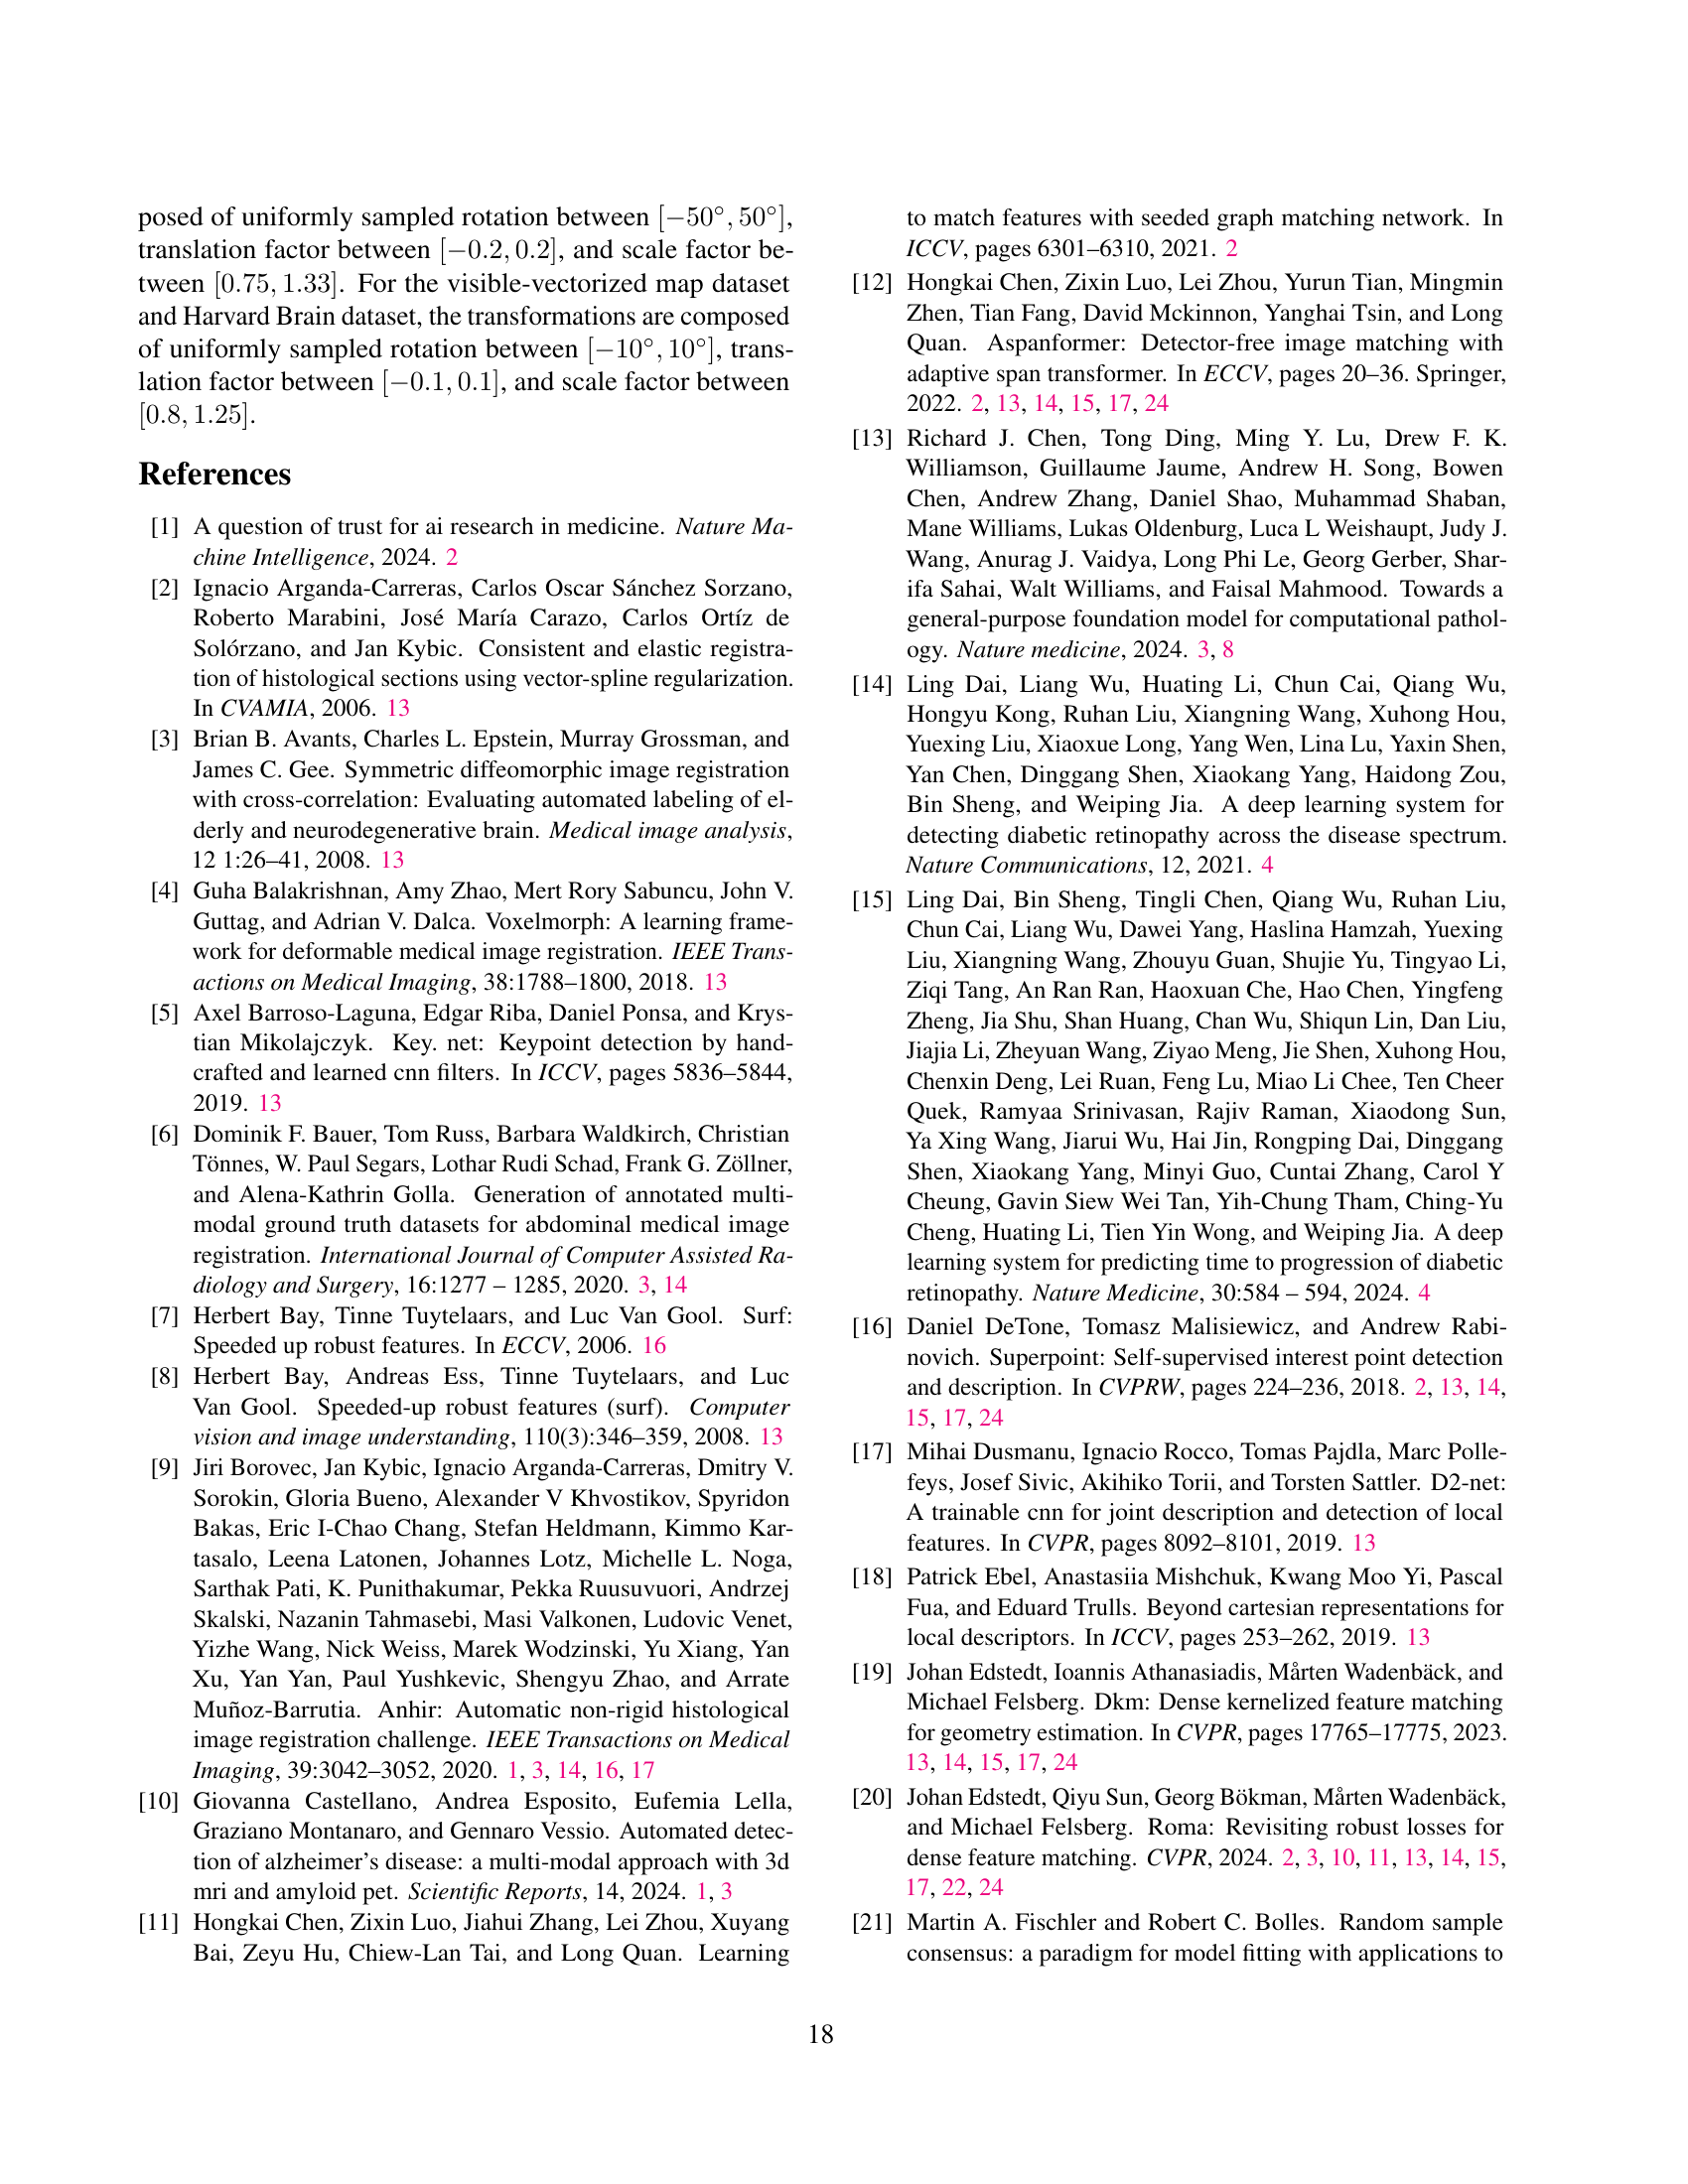 posed of uniformly sampled rotation between [−50°, 50°],
translation factor between [−0.2, 0.2], and scale factor be-
tween [0.75, 1.33]. For the visible-vectorized map dataset
and Harvard Brain dataset, the transformations are composed
of uniformly sampled rotation between [−10°, 10°], trans-
lation factor between [−0.1, 0.1], and scale factor between
[0.8, 1.25].
References
[1] A question of trust for ai research in medicine. Nature Ma-
chine Intelligence, 2024. 2
[2] Ignacio Arganda-Carreras, Carlos Oscar Sánchez Sorzano,
Roberto Marabini, José María Carazo, Carlos Ortíz de
Solórzano, and Jan Kybic. Consistent and elastic registra-
tion of histological sections using vector-spline regularization.
In CVAMIA, 2006. 13
[3] Brian B. Avants, Charles L. Epstein, Murray Grossman, and
James C. Gee. Symmetric diffeomorphic image registration
with cross-correlation: Evaluating automated labeling of el-
derly and neurodegenerative brain. Medical image analysis,
12 1:26–41, 2008. 13
[4] Guha Balakrishnan, Amy Zhao, Mert Rory Sabuncu, John V.
Guttag, and Adrian V. Dalca. Voxelmorph: A learning frame-
work for deformable medical image registration. IEEE Trans-
actions on Medical Imaging, 38:1788–1800, 2018. 13
[5] Axel Barroso-Laguna, Edgar Riba, Daniel Ponsa, and Krys-
tian Mikolajczyk. Key. net: Keypoint detection by hand-
crafted and learned cnn filters. In ICCV, pages 5836–5844,
2019. 13
[6] Dominik F. Bauer, Tom Russ, Barbara Waldkirch, Christian
Tönnes, W. Paul Segars, Lothar Rudi Schad, Frank G. Zöllner,
and Alena-Kathrin Golla. Generation of annotated multi-
modal ground truth datasets for abdominal medical image
registration. International Journal of Computer Assisted Ra-
diology and Surgery, 16:1277 – 1285, 2020. 3, 14
[7] Herbert Bay, Tinne Tuytelaars, and Luc Van Gool. Surf:
Speeded up robust features. In ECCV, 2006. 16
[8] Herbert Bay, Andreas Ess, Tinne Tuytelaars, and Luc
Van Gool. Speeded-up robust features (surf). Computer
vision and image understanding, 110(3):346–359, 2008. 13
[9] Jiri Borovec, Jan Kybic, Ignacio Arganda-Carreras, Dmitry V.
Sorokin, Gloria Bueno, Alexander V Khvostikov, Spyridon
Bakas, Eric I-Chao Chang, Stefan Heldmann, Kimmo Kar-
tasalo, Leena Latonen, Johannes Lotz, Michelle L. Noga,
Sarthak Pati, K. Punithakumar, Pekka Ruusuvuori, Andrzej
Skalski, Nazanin Tahmasebi, Masi Valkonen, Ludovic Venet,
Yizhe Wang, Nick Weiss, Marek Wodzinski, Yu Xiang, Yan
Xu, Yan Yan, Paul Yushkevic, Shengyu Zhao, and Arrate
Muñoz-Barrutia. Anhir: Automatic non-rigid histological
image registration challenge. IEEE Transactions on Medical
Imaging, 39:3042–3052, 2020. 1, 3, 14, 16, 17
[10] Giovanna Castellano, Andrea Esposito, Eufemia Lella,
Graziano Montanaro, and Gennaro Vessio. Automated detec-
tion of alzheimer's disease: a multi-modal approach with 3d
mri and amyloid pet. Scientific Reports, 14, 2024. 1, 3
[11] Hongkai Chen, Zixin Luo, Jiahui Zhang, Lei Zhou, Xuyang
Bai, Zeyu Hu, Chiew-Lan Tai, and Long Quan. Learning
to match features with seeded graph matching network. In
ICCV, pages 6301–6310, 2021. 2
[12] Hongkai Chen, Zixin Luo, Lei Zhou, Yurun Tian, Mingmin
Zhen, Tian Fang, David Mckinnon, Yanghai Tsin, and Long
Quan. Aspanformer: Detector-free image matching with
adaptive span transformer. In ECCV, pages 20–36. Springer,
2022. 2, 13, 14, 15, 17, 24
[13] Richard J. Chen, Tong Ding, Ming Y. Lu, Drew F. K.
Williamson, Guillaume Jaume, Andrew H. Song, Bowen
Chen, Andrew Zhang, Daniel Shao, Muhammad Shaban,
Mane Williams, Lukas Oldenburg, Luca L Weishaupt, Judy J.
Wang, Anurag J. Vaidya, Long Phi Le, Georg Gerber, Shar-
ifa Sahai, Walt Williams, and Faisal Mahmood. Towards a
general-purpose foundation model for computational pathol-
ogy. Nature medicine, 2024. 3, 8
[14] Ling Dai, Liang Wu, Huating Li, Chun Cai, Qiang Wu,
Hongyu Kong, Ruhan Liu, Xiangning Wang, Xuhong Hou,
Yuexing Liu, Xiaoxue Long, Yang Wen, Lina Lu, Yaxin Shen,
Yan Chen, Dinggang Shen, Xiaokang Yang, Haidong Zou,
Bin Sheng, and Weiping Jia. A deep learning system for
detecting diabetic retinopathy across the disease spectrum.
Nature Communications, 12, 2021. 4
[15] Ling Dai, Bin Sheng, Tingli Chen, Qiang Wu, Ruhan Liu,
Chun Cai, Liang Wu, Dawei Yang, Haslina Hamzah, Yuexing
Liu, Xiangning Wang, Zhouyu Guan, Shujie Yu, Tingyao Li,
Ziqi Tang, An Ran Ran, Haoxuan Che, Hao Chen, Yingfeng
Zheng, Jia Shu, Shan Huang, Chan Wu, Shiqun Lin, Dan Liu,
Jiajia Li, Zheyuan Wang, Ziyao Meng, Jie Shen, Xuhong Hou,
Chenxin Deng, Lei Ruan, Feng Lu, Miao Li Chee, Ten Cheer
Quek, Ramyaa Srinivasan, Rajiv Raman, Xiaodong Sun,
Ya Xing Wang, Jiarui Wu, Hai Jin, Rongping Dai, Dinggang
Shen, Xiaokang Yang, Minyi Guo, Cuntai Zhang, Carol Y
Cheung, Gavin Siew Wei Tan, Yih-Chung Tham, Ching-Yu
Cheng, Huating Li, Tien Yin Wong, and Weiping Jia. A deep
learning system for predicting time to progression of diabetic
retinopathy. Nature Medicine, 30:584 – 594, 2024. 4
[16] Daniel DeTone, Tomasz Malisiewicz, and Andrew Rabi-
novich. Superpoint: Self-supervised interest point detection
and description. In CVPRW, pages 224–236, 2018. 2, 13, 14,
15, 17, 24
[17] Mihai Dusmanu, Ignacio Rocco, Tomas Pajdla, Marc Polle-
feys, Josef Sivic, Akihiko Torii, and Torsten Sattler. D2-net:
A trainable cnn for joint description and detection of local
features. In CVPR, pages 8092–8101, 2019. 13
[18] Patrick Ebel, Anastasiia Mishchuk, Kwang Moo Yi, Pascal
Fua, and Eduard Trulls. Beyond cartesian representations for
local descriptors. In ICCV, pages 253–262, 2019. 13
[19] Johan Edstedt, Ioannis Athanasiadis, Mårten Wadenbäck, and
Michael Felsberg. Dkm: Dense kernelized feature matching
for geometry estimation. In CVPR, pages 17765–17775, 2023.
13, 14, 15, 17, 24
[20] Johan Edstedt, Qiyu Sun, Georg Bökman, Mårten Wadenbäck,
and Michael Felsberg. Roma: Revisiting robust losses for
dense feature matching. CVPR, 2024. 2, 3, 10, 11, 13, 14, 15,
17, 22, 24
[21] Martin A. Fischler and Robert C. Bolles. Random sample
consensus: a paradigm for model fitting with applications to
18